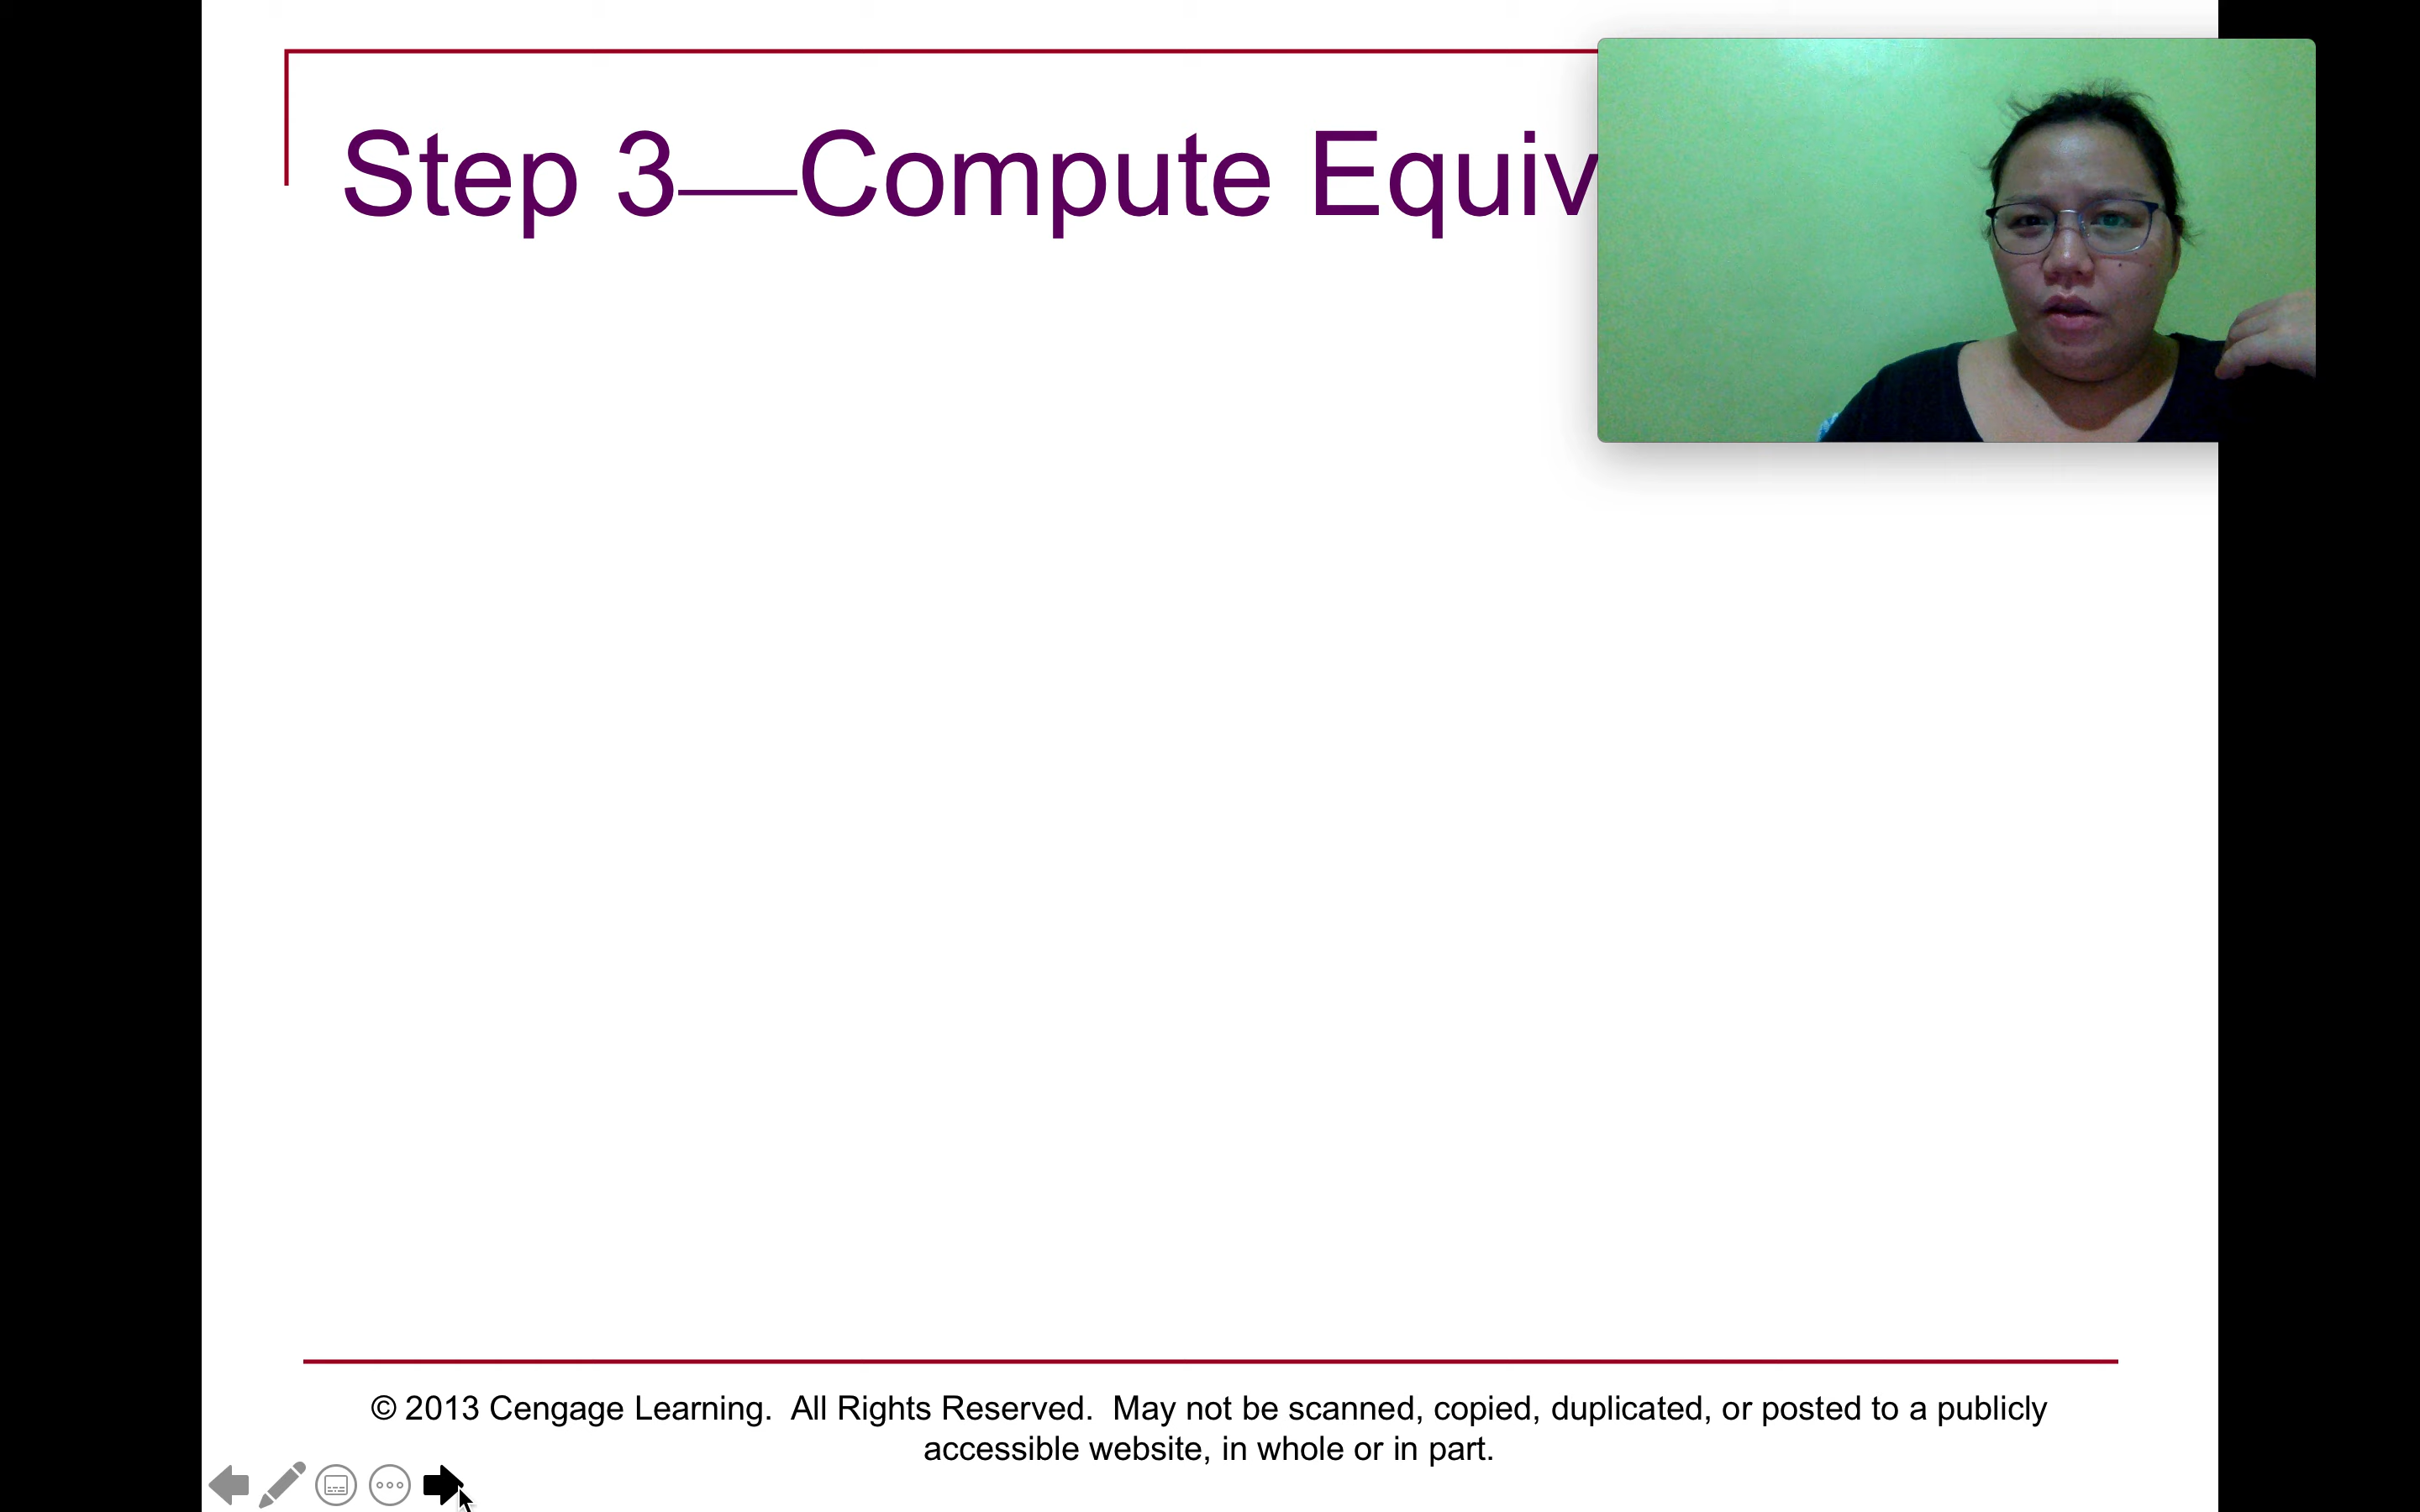 Step 3—Compute Equiv
© 2013 Cengage Learning.  All Rights Reserved.  May not be scanned, copied, duplicated, or posted to a publicly
accessible website, in whole or in part.